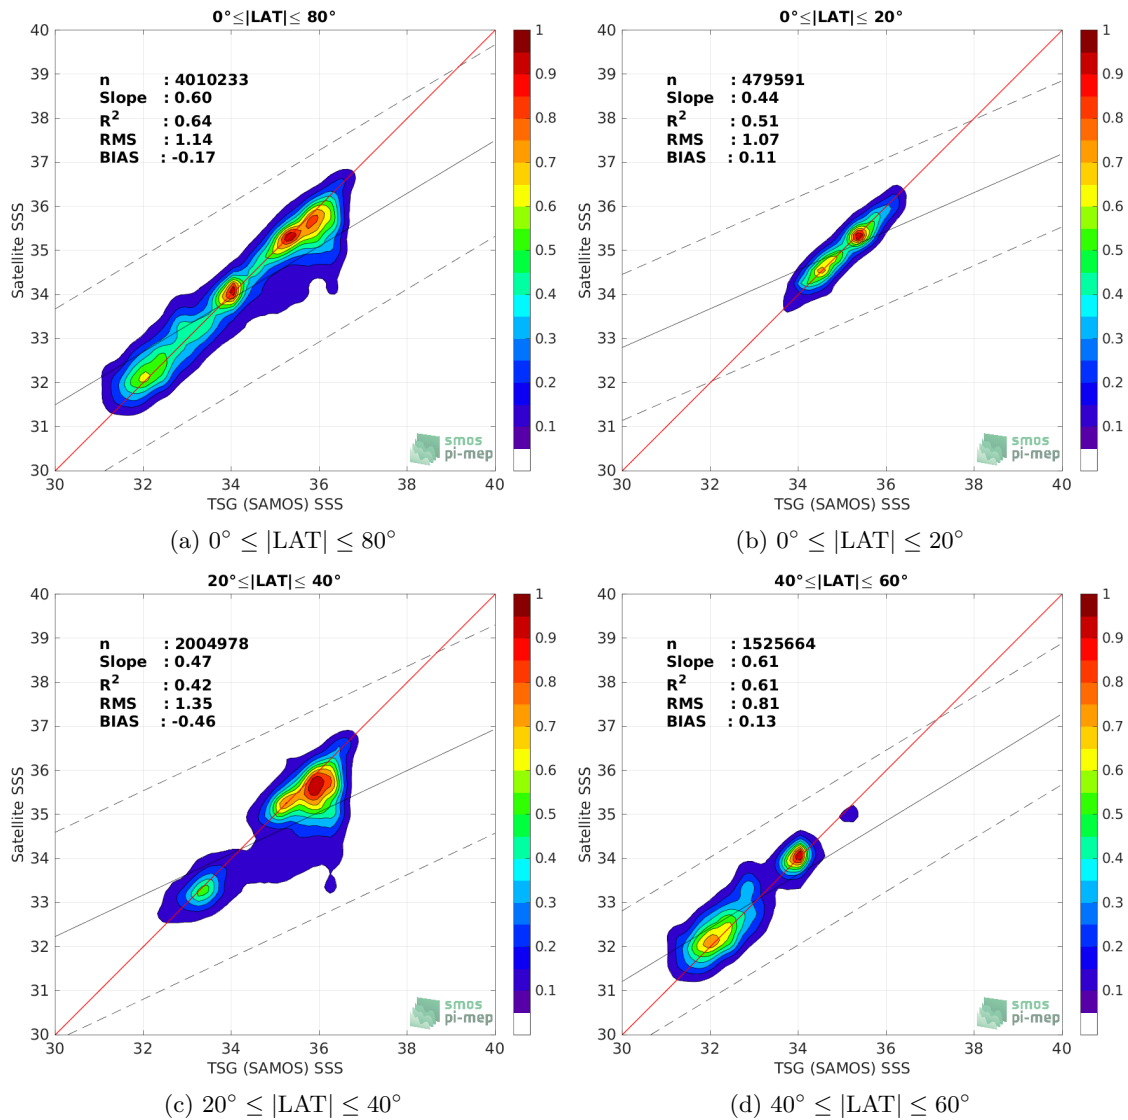 0°≤|LAT|≤ 80°
40
39
38
37
36
35
34
33
32
31
30
Satellite SSS
n : 4010233
Slope : 0.60
R² : 0.64
RMS : 1.14
BIAS : -0.17
smos
pi-mep
30 32 34 36 38 40
TSG (SAMOS) SSS
1
0.9
0.8
0.7
0.6
0.5
0.4
0.3
0.2
0.1
(a) 0° ≤ |LAT| ≤ 80°
0°≤|LAT|≤ 20°
40
39
38
37
36
35
34
33
32
31
30
Satellite SSS
n : 479591
Slope : 0.44
R² : 0.51
RMS : 1.07
BIAS : 0.11
smos
pi-mep
30 32 34 36 38 40
TSG (SAMOS) SSS
1
0.9
0.8
0.7
0.6
0.5
0.4
0.3
0.2
0.1
(b) 0° ≤ |LAT| ≤ 20°
20°≤|LAT|≤ 40°
40
39
38
37
36
35
34
33
32
31
30
Satellite SSS
n : 2004978
Slope : 0.47
R² : 0.42
RMS : 1.35
BIAS : -0.46
smos
pi-mep
30 32 34 36 38 40
TSG (SAMOS) SSS
1
0.9
0.8
0.7
0.6
0.5
0.4
0.3
0.2
0.1
(c) 20° ≤ |LAT| ≤ 40°
40°≤|LAT|≤ 60°
40
39
38
37
36
35
34
33
32
31
30
Satellite SSS
n : 1525664
Slope : 0.61
R² : 0.61
RMS : 0.81
BIAS : 0.13
smos
pi-mep
30 32 34 36 38 40
TSG (SAMOS) SSS
1
0.9
0.8
0.7
0.6
0.5
0.4
0.3
0.2
0.1
(d) 40° ≤ |LAT| ≤ 60°